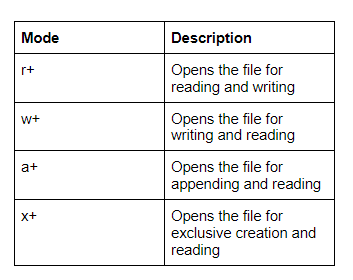 Mode Description
r+ Opens the file for
reading and writing
w+ Opens the file for
writing and reading
a+ Opens the file for
appending and reading
x+ Opens the file for
exclusive creation and
reading